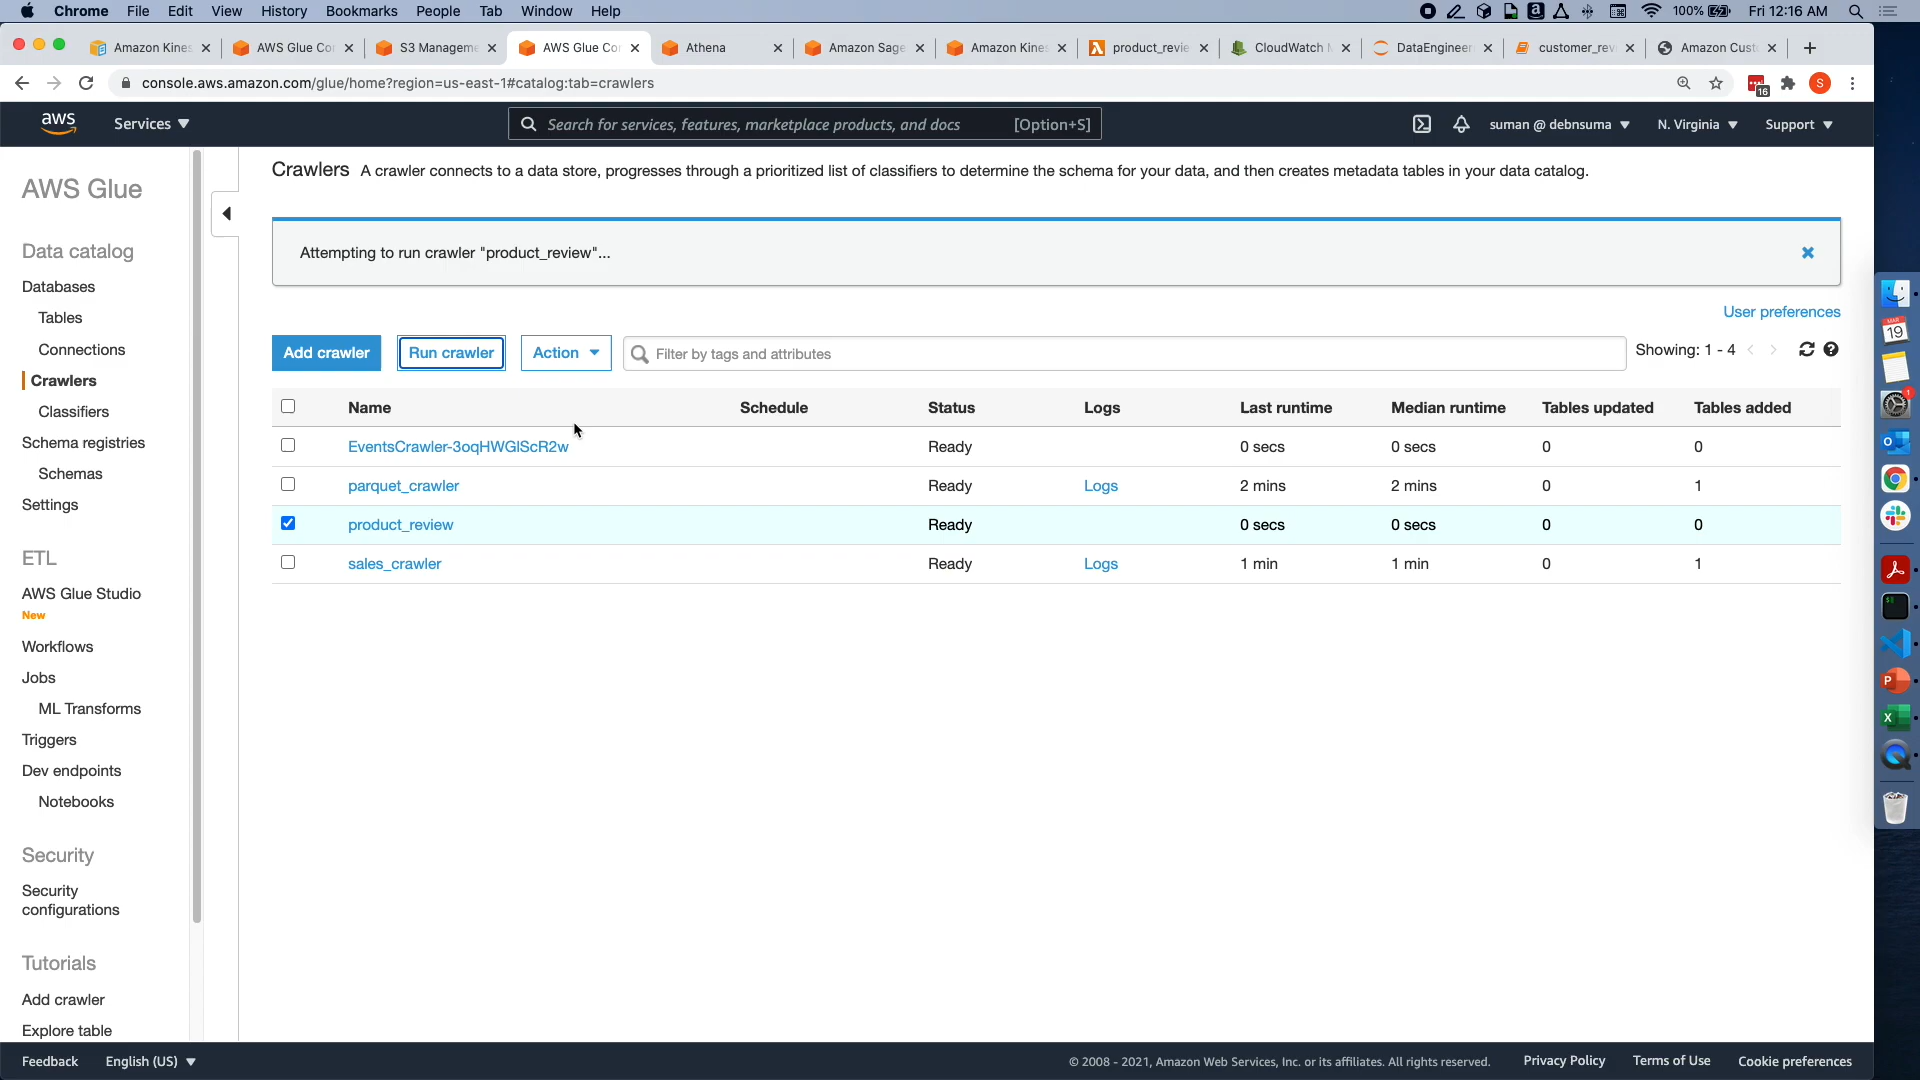 Chrome File Edit View History Bookmarks People Tab Window Help 100% Fri 12:16 AM
Amazon Kines AWS Glue Co S3 Manageme AWS Glue Co Athena Amazon Sage Amazon Kines product_revie CloudWatch DataEngineer customer_rev Amazon Cust
console.aws.amazon.com/glue/home?region=us-east-1#catalog:tab=crawlers 16 S
aws Services Search for services, features, marketplace products, and docs [Option+S] suman @ debnsuma N. Virginia Support
AWS Glue
Data catalog
Databases
Tables
Connections
Crawlers
Classifiers
Schema registries
Schemas
Settings
ETL
AWS Glue Studio
New
Workflows
Jobs
ML Transforms
Triggers
Dev endpoints
Notebooks
Security
Security
configurations
Tutorials
Add crawler
Explore table
Crawlers A crawler connects to a data store, progresses through a prioritized list of classifiers to determine the schema for your data, and then creates metadata tables in your data catalog.
Attempting to run crawler "product_review"...
User preferences
Add crawler Run crawler Action Filter by tags and attributes Showing: 1 - 4
Name Schedule Status Logs Last runtime Median runtime Tables updated Tables added
EventsCrawler-3oqHWGlScR2w Ready 0 secs 0 secs 0 0
parquet_crawler Ready Logs 2 mins 2 mins 0 1
product_review Ready 0 secs 0 secs 0 0
sales_crawler Ready Logs 1 min 1 min 0 1
MAR
19
1
Feedback English (US) © 2008 - 2021, Amazon Web Services, Inc. or its affiliates. All rights reserved. Privacy Policy Terms of Use Cookie preferences